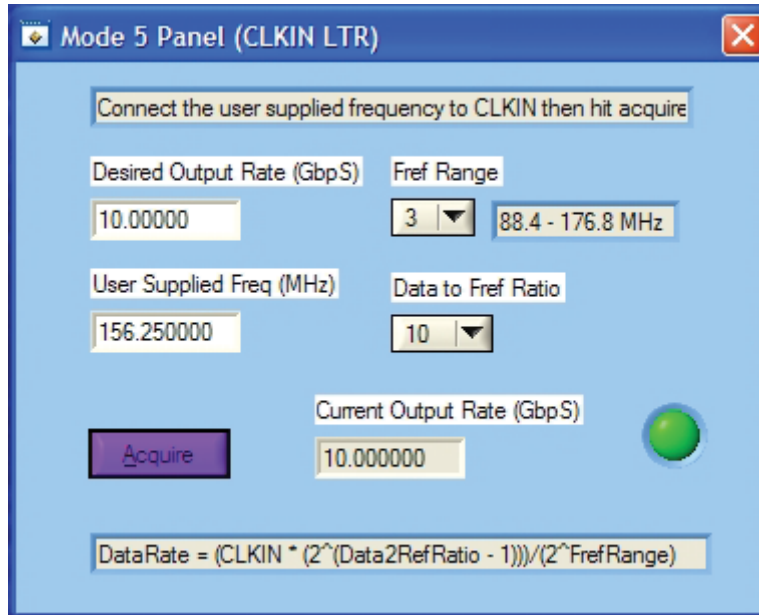 Mode 5 Panel (CLKIN LTR)
Connect the user supplied frequency to CLKIN then hit acquire
Desired Output Rate (GbpS)
Fref Range
10.00000
3
88.4 - 176.8 MHz
User Supplied Freq (MHz)
Data to Fref Ratio
156.250000
10
Current Output Rate (GbpS)
Acquire
10.000000
DataRate = (CLKIN * (2^(Data2RefRatio - 1)))/(2^FrefRange)